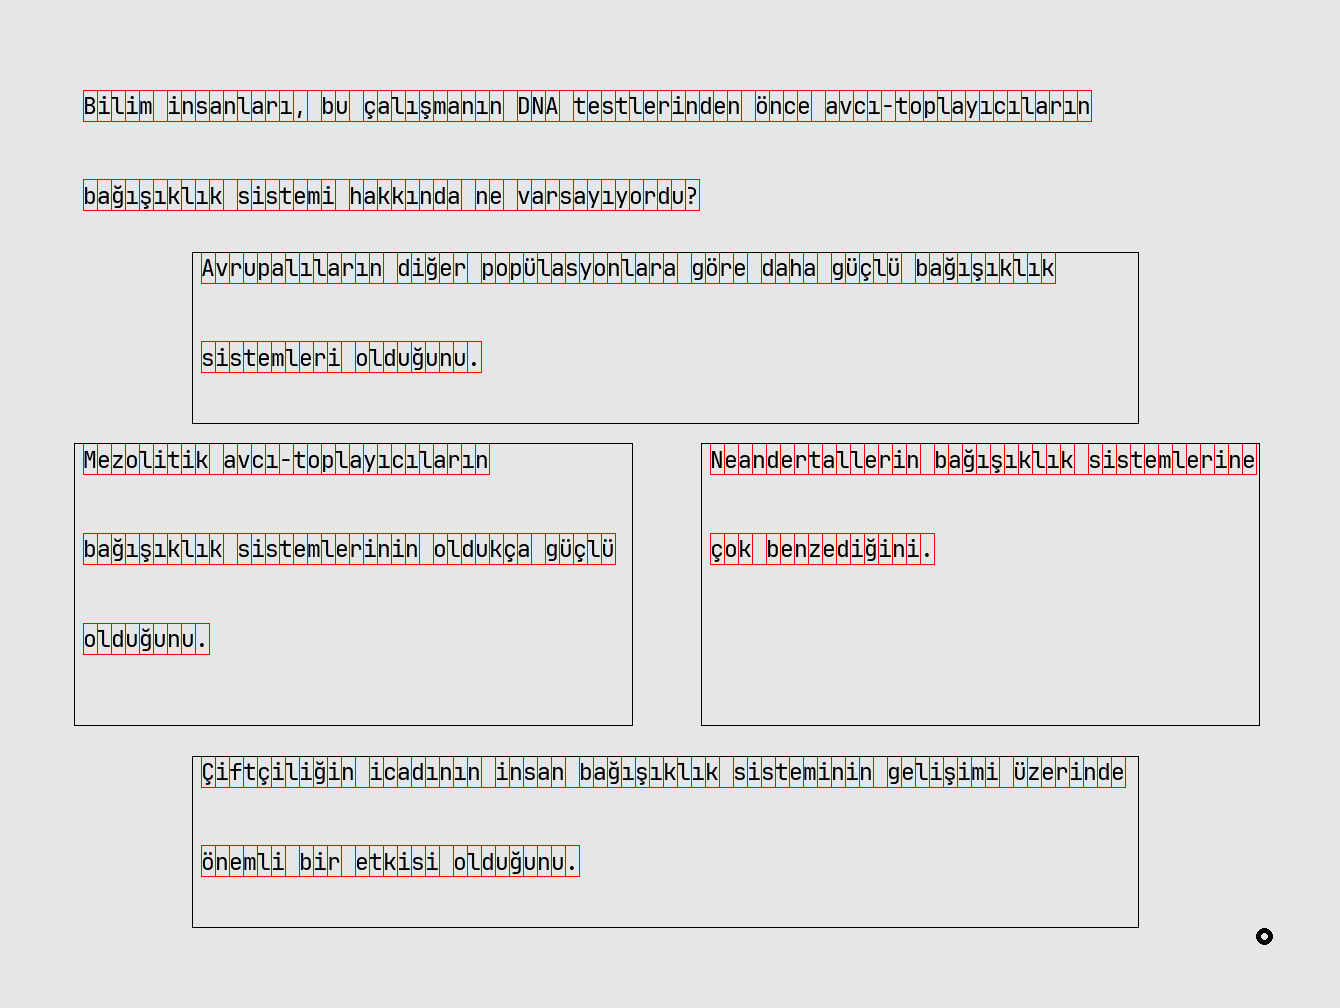 Bilim insanları, bu çalışmanın DNA testlerinden önce avcı-toplayıcıların
bağışıklık sistemi hakkında ne varsayıyordu?
Avrupalıların diğer popÜlasyonlara göre daha gÜçlÜ bağışıklık
sistemleri olduğunu.
Mezolitik avcı-toplayıcıların
bağışıklık sistemlerinin oldukça gÜçlÜ
olduğunu.
Neandertallerin bağışıklık sistemlerine
çok benzediğini.
Çiftçiliğin icadının insan bağışıklık sisteminin gelişimi Üzerinde
önemli bir etkisi olduğunu.